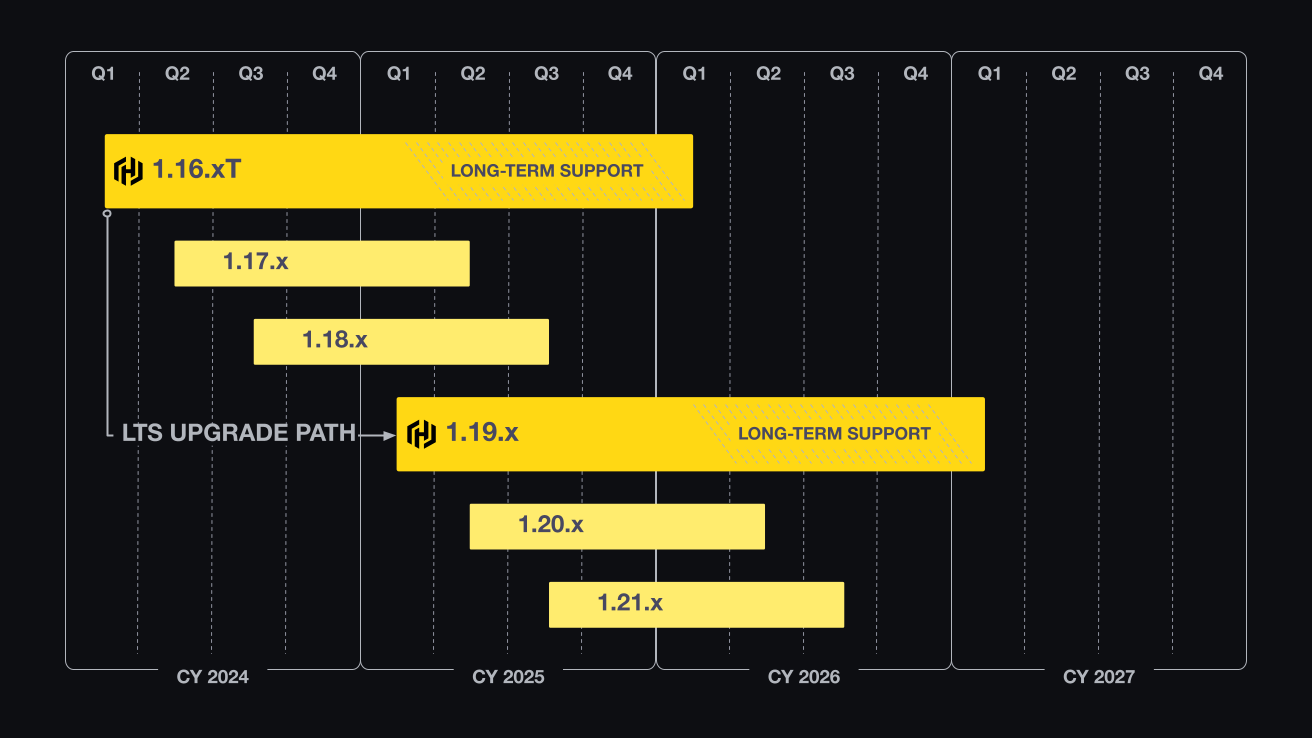 Q1 Q2 Q3 Q4 Q1 Q2 Q3 Q4 Q1 Q2 Q3 Q4 Q1 Q2 Q3 Q4
1.16.xT LONG-TERM SUPPORT
1.17.x
1.18.x
LTS UPGRADE PATH 1.19.x LONG-TERM SUPPORT
1.20.x
1.21.x
CY 2024 CY 2025 CY 2026 CY 2027